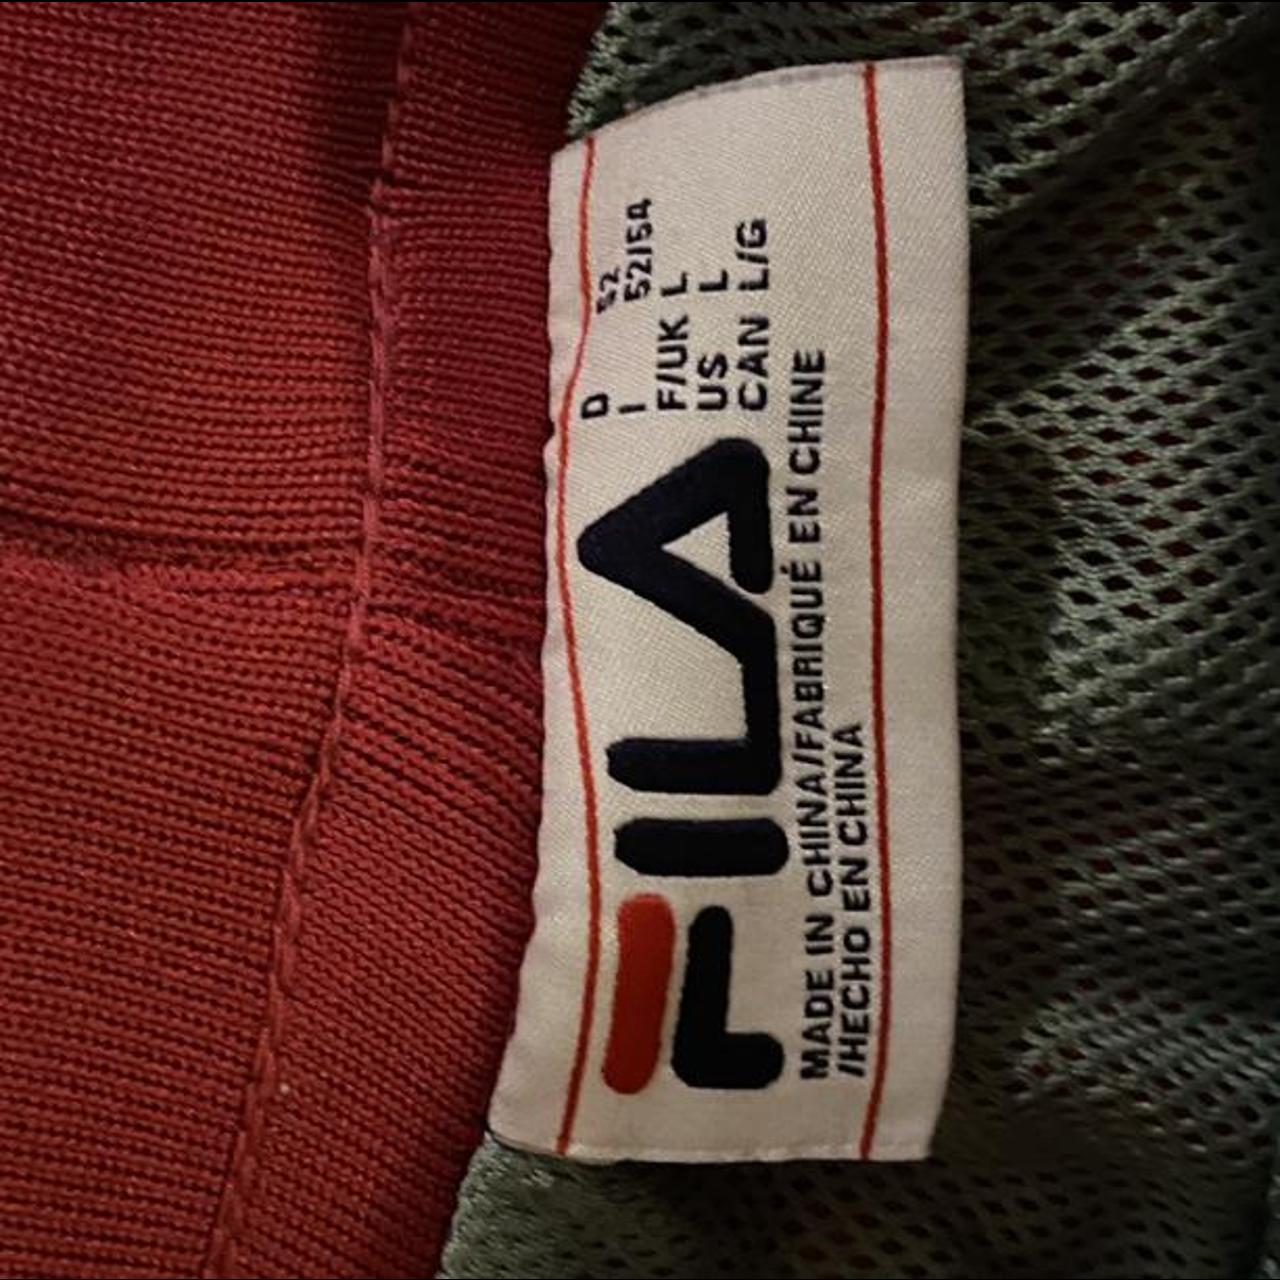 FILA
D 52
I 52/54
F/UK L
US L
CAN L/G
MADE IN CHINA/FABRIQUÉ EN CHINE
/HECHO EN CHINA